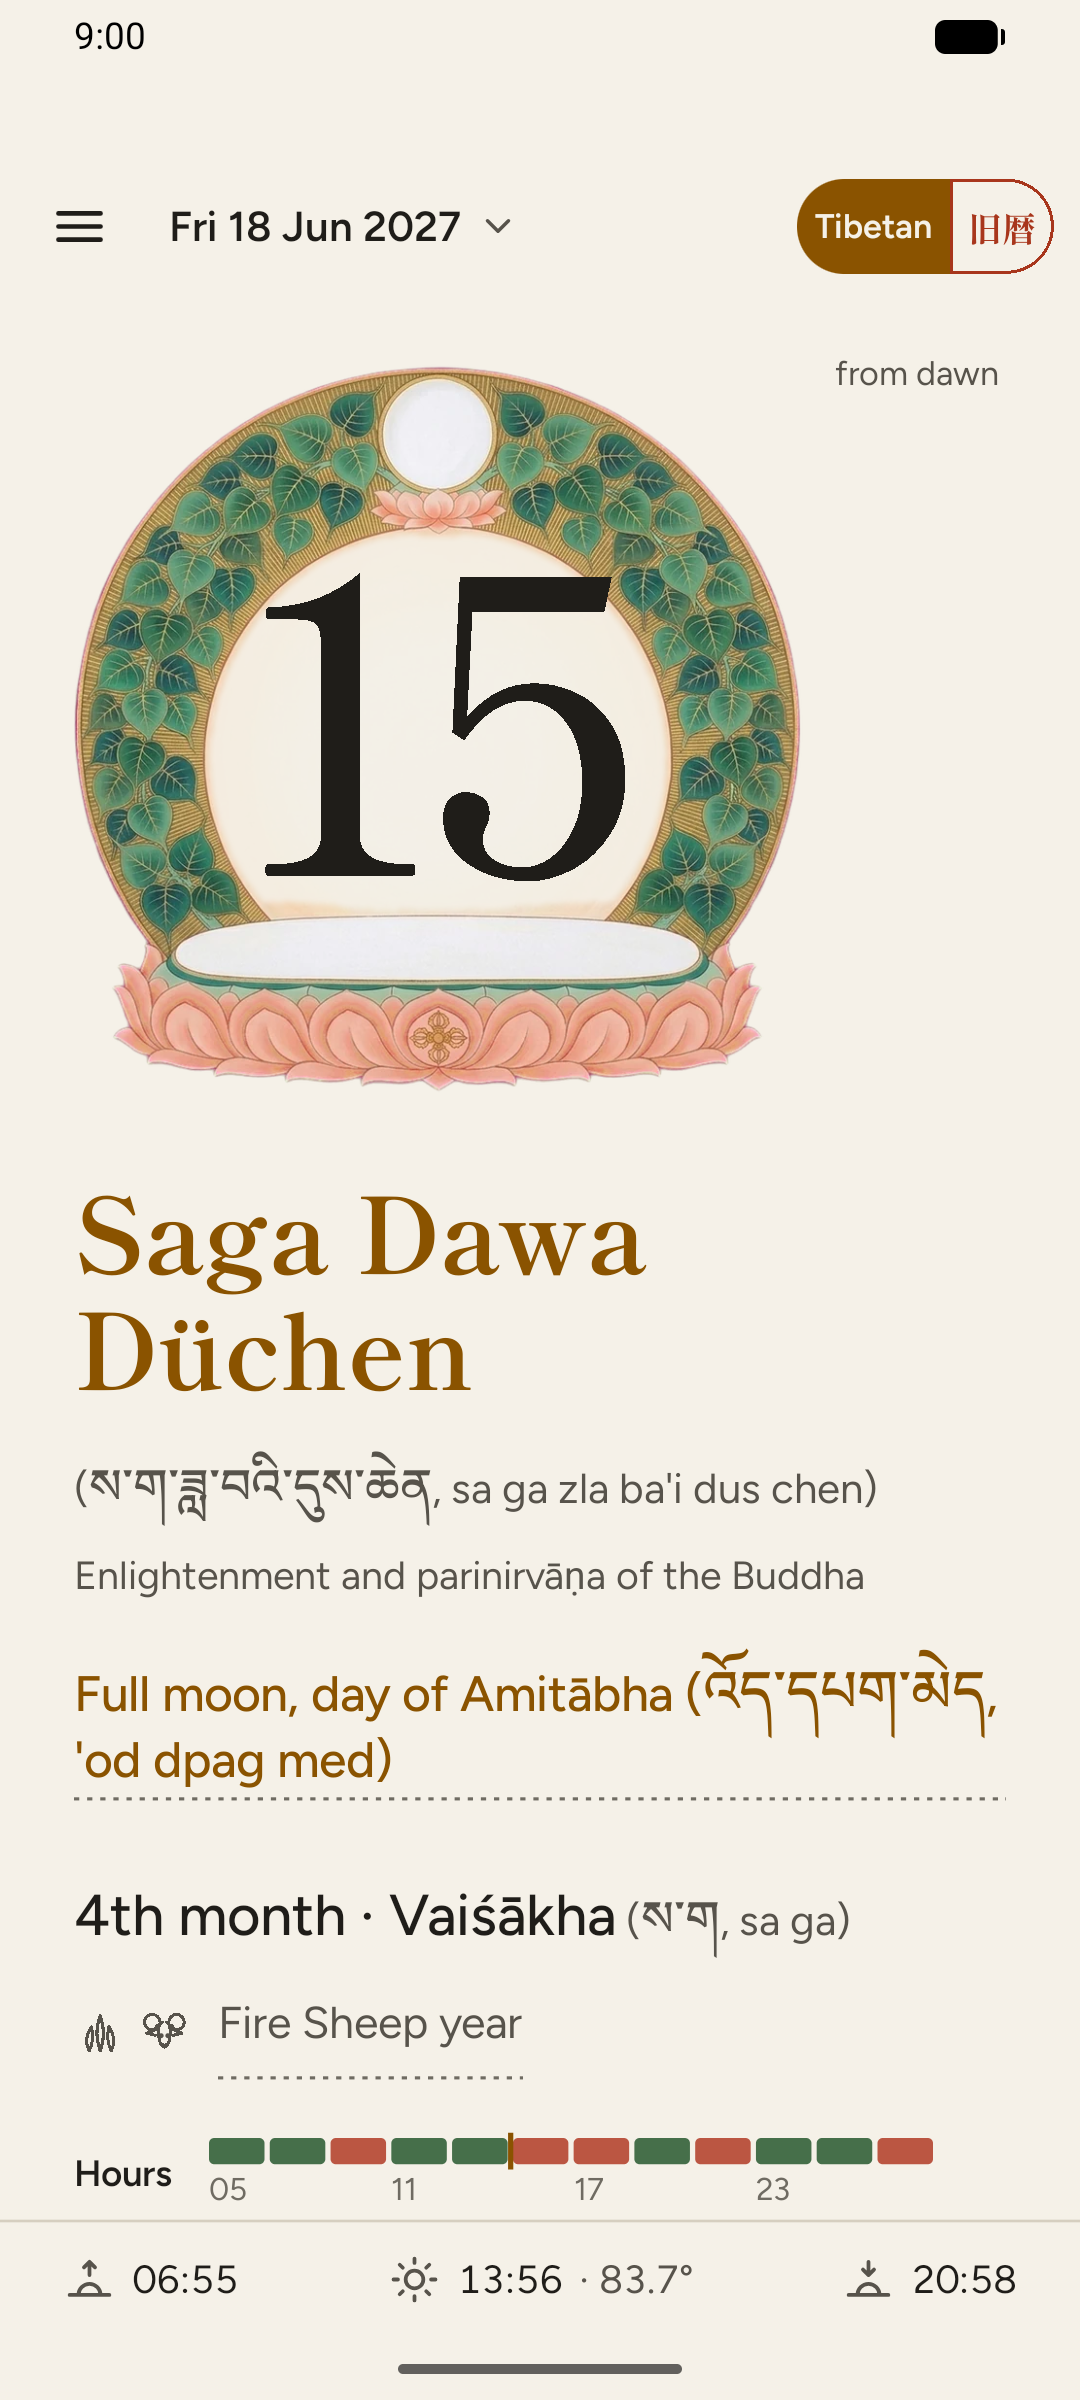 9:00
Fri 18 Jun 2027
Tibetan
旧暦
from dawn
15
Saga Dawa
Düchen
(ས་ག་ཟླ་བའི་དུས་ཆེན, sa ga zla ba'i dus chen)
Enlightenment and parinirvāṇa of the Buddha
Full moon, day of Amitābha (འོད་དཔག་མེད,
'od dpag med)
4th month · Vaiśākha (ས་ག, sa ga)
Fire Sheep year
Hours
05 11 17 23
06:55
13:56 · 83.7°
20:58